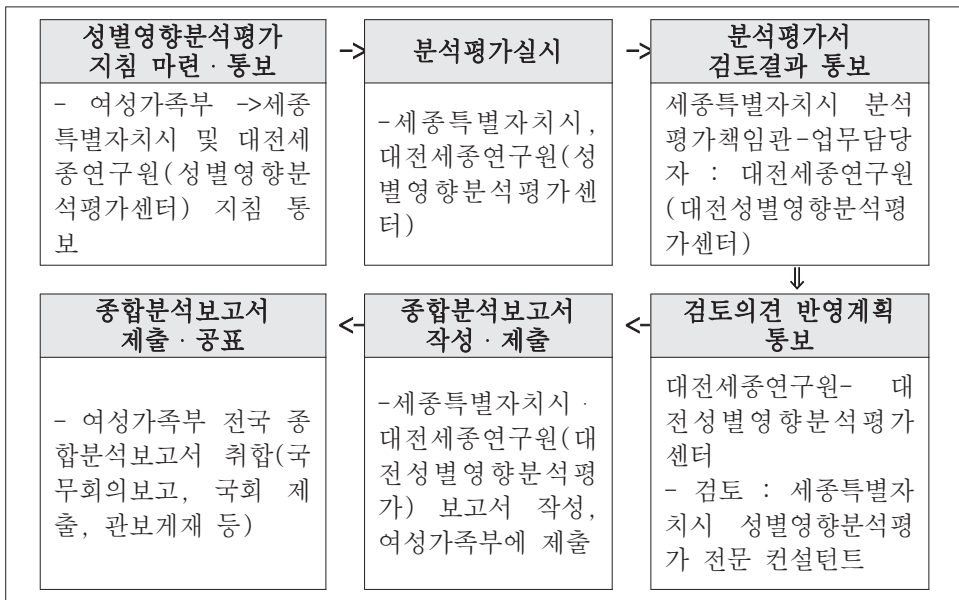 성별영향분석평가
지침 마련·통보
- 여성가족부 ->세종
특별자치시 및 대전세
종연구원(성별영향분
석평가센터) 지침 통
보
->
분석평가실시
-세종특별자치시,
대전세종연구원(성
별영향분석평가센
터)
->
분석평가서
검토결과 통보
세종특별자치시 분석
평가책임관-업무담당
자 : 대전세종연구원
(대전성별영향분석평
가센터)
⇓
검토의견 반영계획
통보
대전세종연구원- 대
전성별영향분석평가
센터
- 검토 : 세종특별자
치시 성별영향분석평
가 전문 컨설턴트
<-
종합분석보고서
작성·제출
-세종특별자치시·
대전세종연구원(대
전성별영향분석평
가) 보고서 작성,
여성가족부에 제출
<-
종합분석보고서
제출·공표
- 여성가족부 전국 종
합분석보고서 취합(국
무회의보고, 국회 제
출, 관보게재 등)